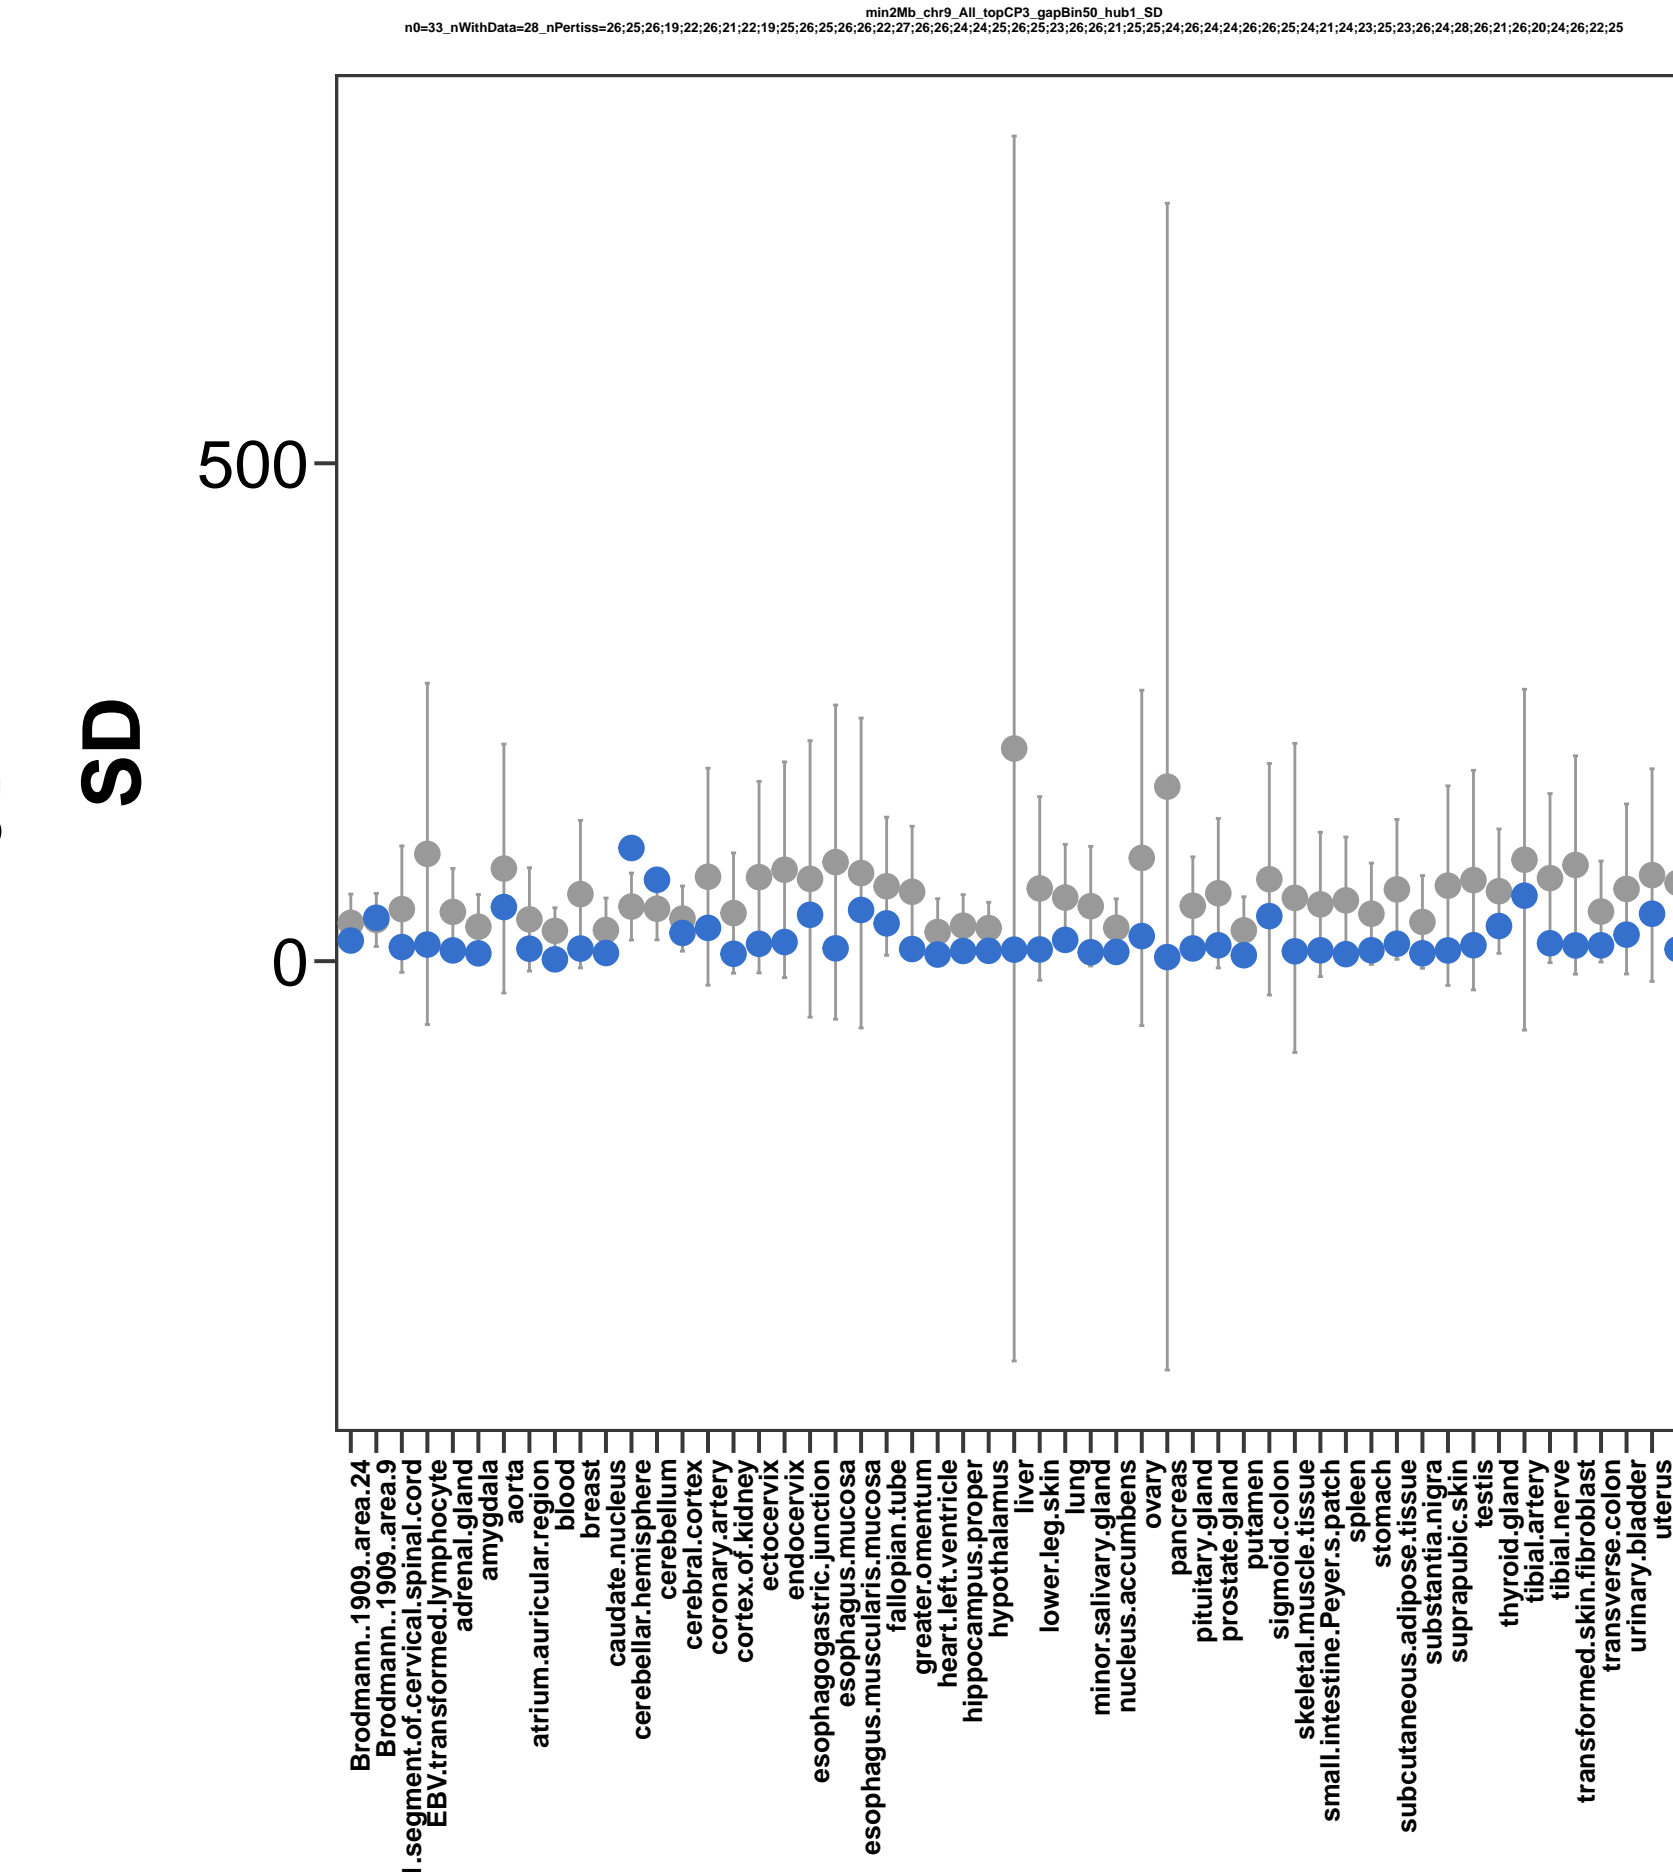 min2Mb_chr9_All_topCP3_gapBin50_hub1_SD
n0=33_nWithData=28_nPertiss=26;25;26;19;22;26;21;22;19;25;26;25;26;26;22;27;26;26;24;24;25;26;25;23;26;26;21;25;25;24;26;24;24;26;26;25;24;21;24;23;25;23;26;24;28;26;21;26;20;24;26;22;25
SD
500
0
Brodmann..1909..area.24
Brodmann..1909..area.9
.segment.of.cervical.spinal.cord
EBV.transformed.lymphocyte
adrenal.gland
amygdala
aorta
atrium.auricular.region
blood
breast
caudate.nucleus
cerebellar.hemisphere
cerebellum
cerebral.cortex
coronary.artery
cortex.of.kidney
ectocervix
endocervix
esophagogastric.junction
esophagus.mucosa
esophagus.muscularis.mucosa
fallopian.tube
greater.omentum
heart.left.ventricle
hippocampus.proper
hypothalamus
liver
lower.leg.skin
lung
minor.salivary.gland
nucleus.accumbens
ovary
pancreas
pituitary.gland
prostate.gland
putamen
sigmoid.colon
skeletal.muscle.tissue
small.intestine.Peyer.s.patch
spleen
stomach
subcutaneous.adipose.tissue
substantia.nigra
suprapubic.skin
testis
thyroid.gland
tibial.artery
tibial.nerve
transformed.skin.fibroblast
transverse.colon
urinary.bladder
uterus